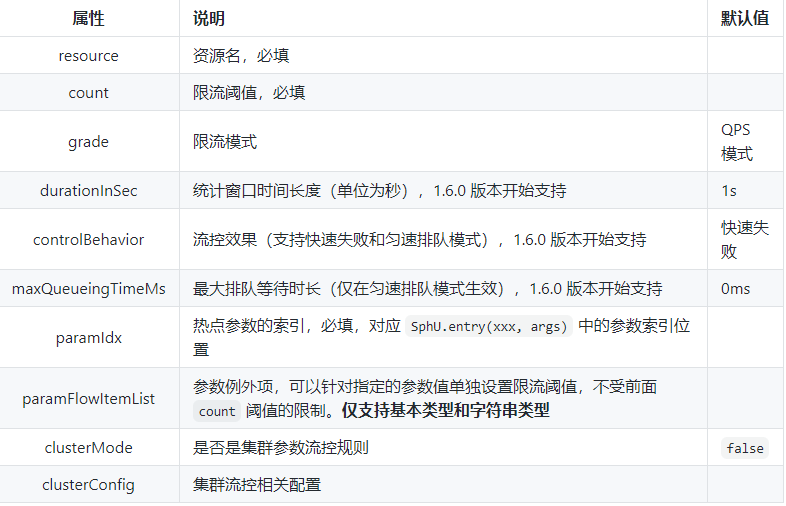 属性 说明 默认值
resource 资源名，必填
count 限流阈值，必填
grade 限流模式 QPS
模式
durationInSec 统计窗口时间长度（单位为秒），1.6.0 版本开始支持 1s
controlBehavior 流控效果（支持快速失败和匀速排队模式），1.6.0 版本开始支持 快速失
败
maxQueueingTimeMs 最大排队等待时长（仅在匀速排队模式生效），1.6.0 版本开始支持 0ms
paramIdx 热点参数的索引，必填，对应 SphU.entry(xxx, args) 中的参数索引位
置
paramFlowItemList 参数例外项，可以针对指定的参数值单独设置限流阈值，不受前面
count 阈值的限制。仅支持基本类型和字符串类型
clusterMode 是否是集群参数流控规则 false
clusterConfig 集群流控相关配置